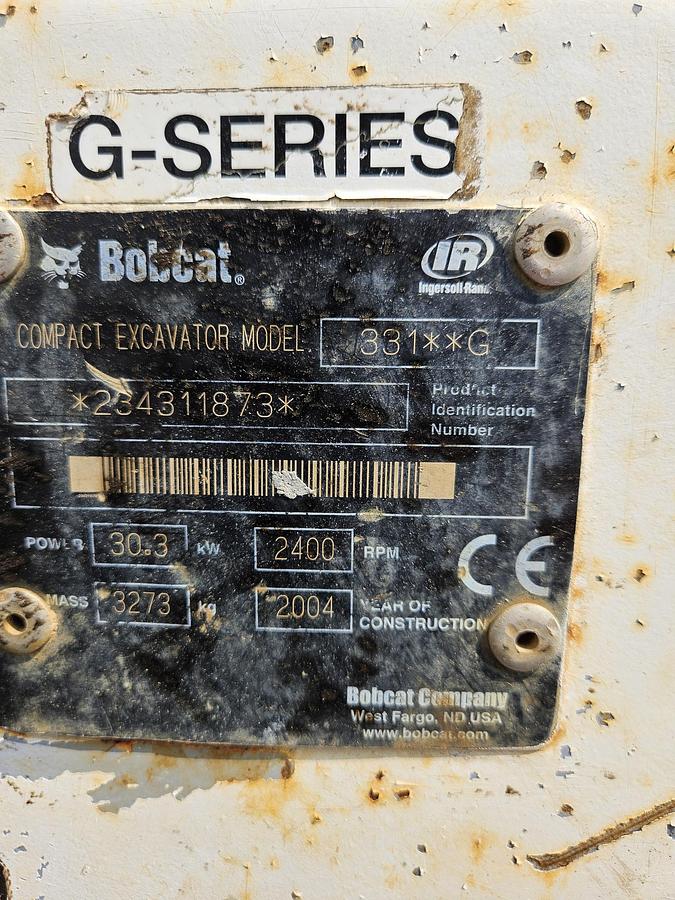 G-SERIES
Bobcat®
IR
Ingersoll-Rand
COMPACT EXCAVATOR MODEL 331**G
*234311873*
Product
Identification
Number
POWER 30.3 kW 2400 RPM
MASS 3273 kg 2004 YEAR OF
CONSTRUCTION
CE
Bobcat Company
West Fargo, ND USA
www.bobcat.com